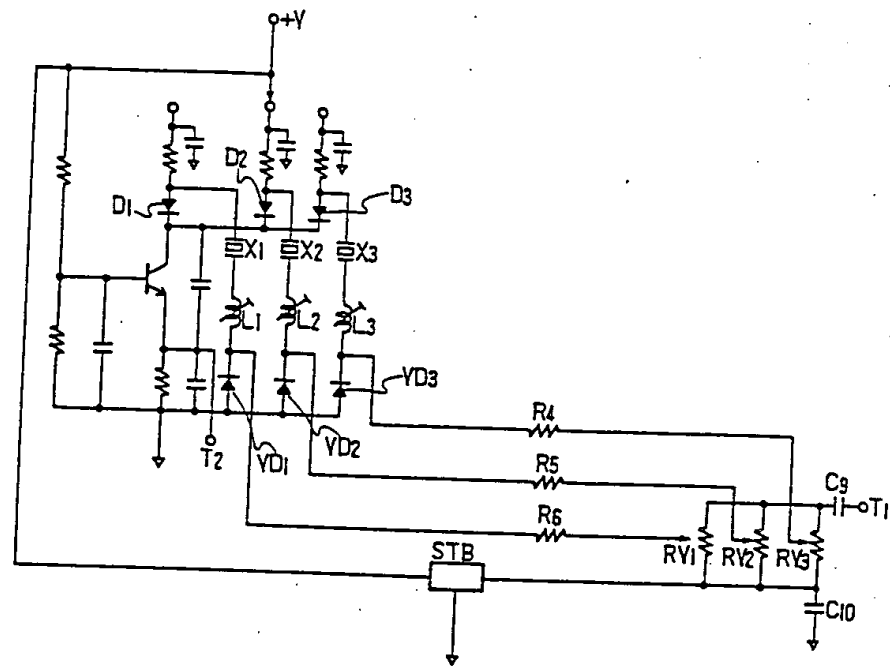 +V
D2
D1
D3
X1
X2
X3
L1
L2
L3
VD3
VD2
VD1
T2
R4
R5
R6
C9
T1
RV1
RV2
RV3
STB
C10